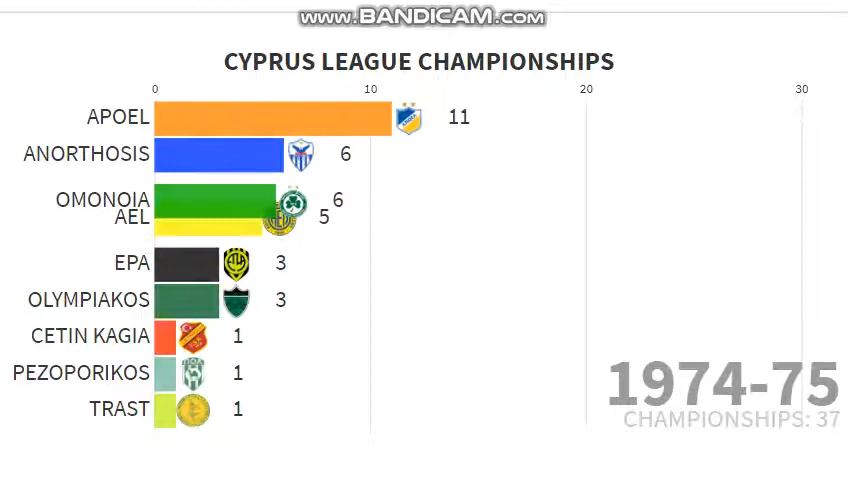 WWW.BANDICAM.COM
CYPRUS LEAGUE CHAMPIONSHIPS
0 10 20 30
APOEL 11
ANORTHOSIS 6
OMONOIA 6
AEL 5
EPA 3
OLYMPIAKOS 3
CETIN KAGIA 1
PEZOPORIKOS 1
TRAST 1
1974-75
CHAMPIONSHIPS: 37